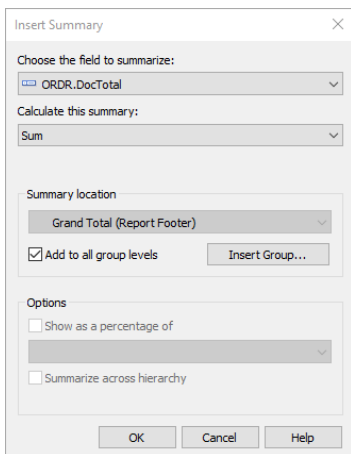 Insert Summary
Choose the field to summarize:
ORDR.DocTotal
Calculate this summary:
Sum
Summary location
Grand Total (Report Footer)
Add to all group levels
Insert Group...
Options
Show as a percentage of
Summarize across hierarchy
OK
Cancel
Help